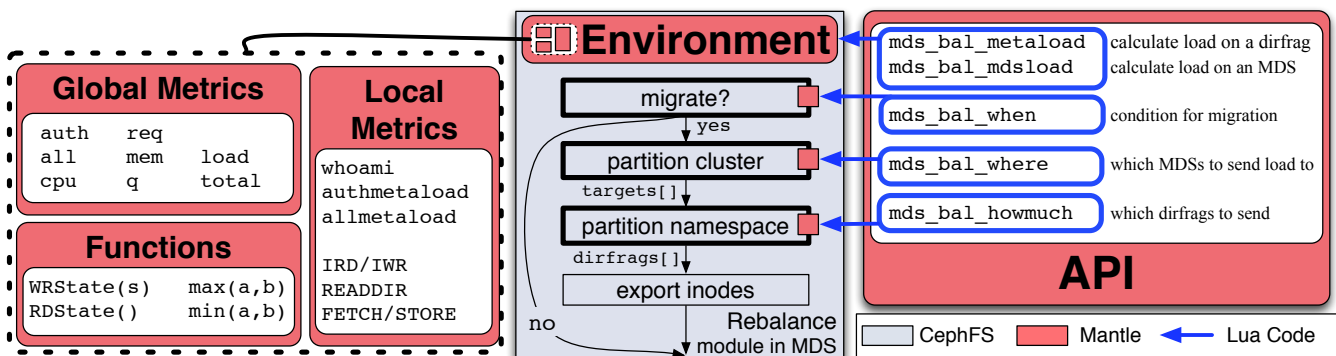 Global Metrics
auth req
all mem load
cpu q total
Functions
WRState(s) max(a,b)
RDState() min(a,b)
Local
Metrics
whoami
authmetaload
allmetaload
IRD/IWR
READDIR
FETCH/STORE
Environment
migrate?
yes
partition cluster
targets[]
partition namespace
dirfrags[]
export inodes
no
Rebalance
module in MDS
mds_bal_metaload calculate load on a dirfrag
mds_bal_mdsload calculate load on an MDS
mds_bal_when condition for migration
mds_bal_where which MDSs to send load to
mds_bal_howmuch which dirfrags to send
API
CephFS Mantle Lua Code